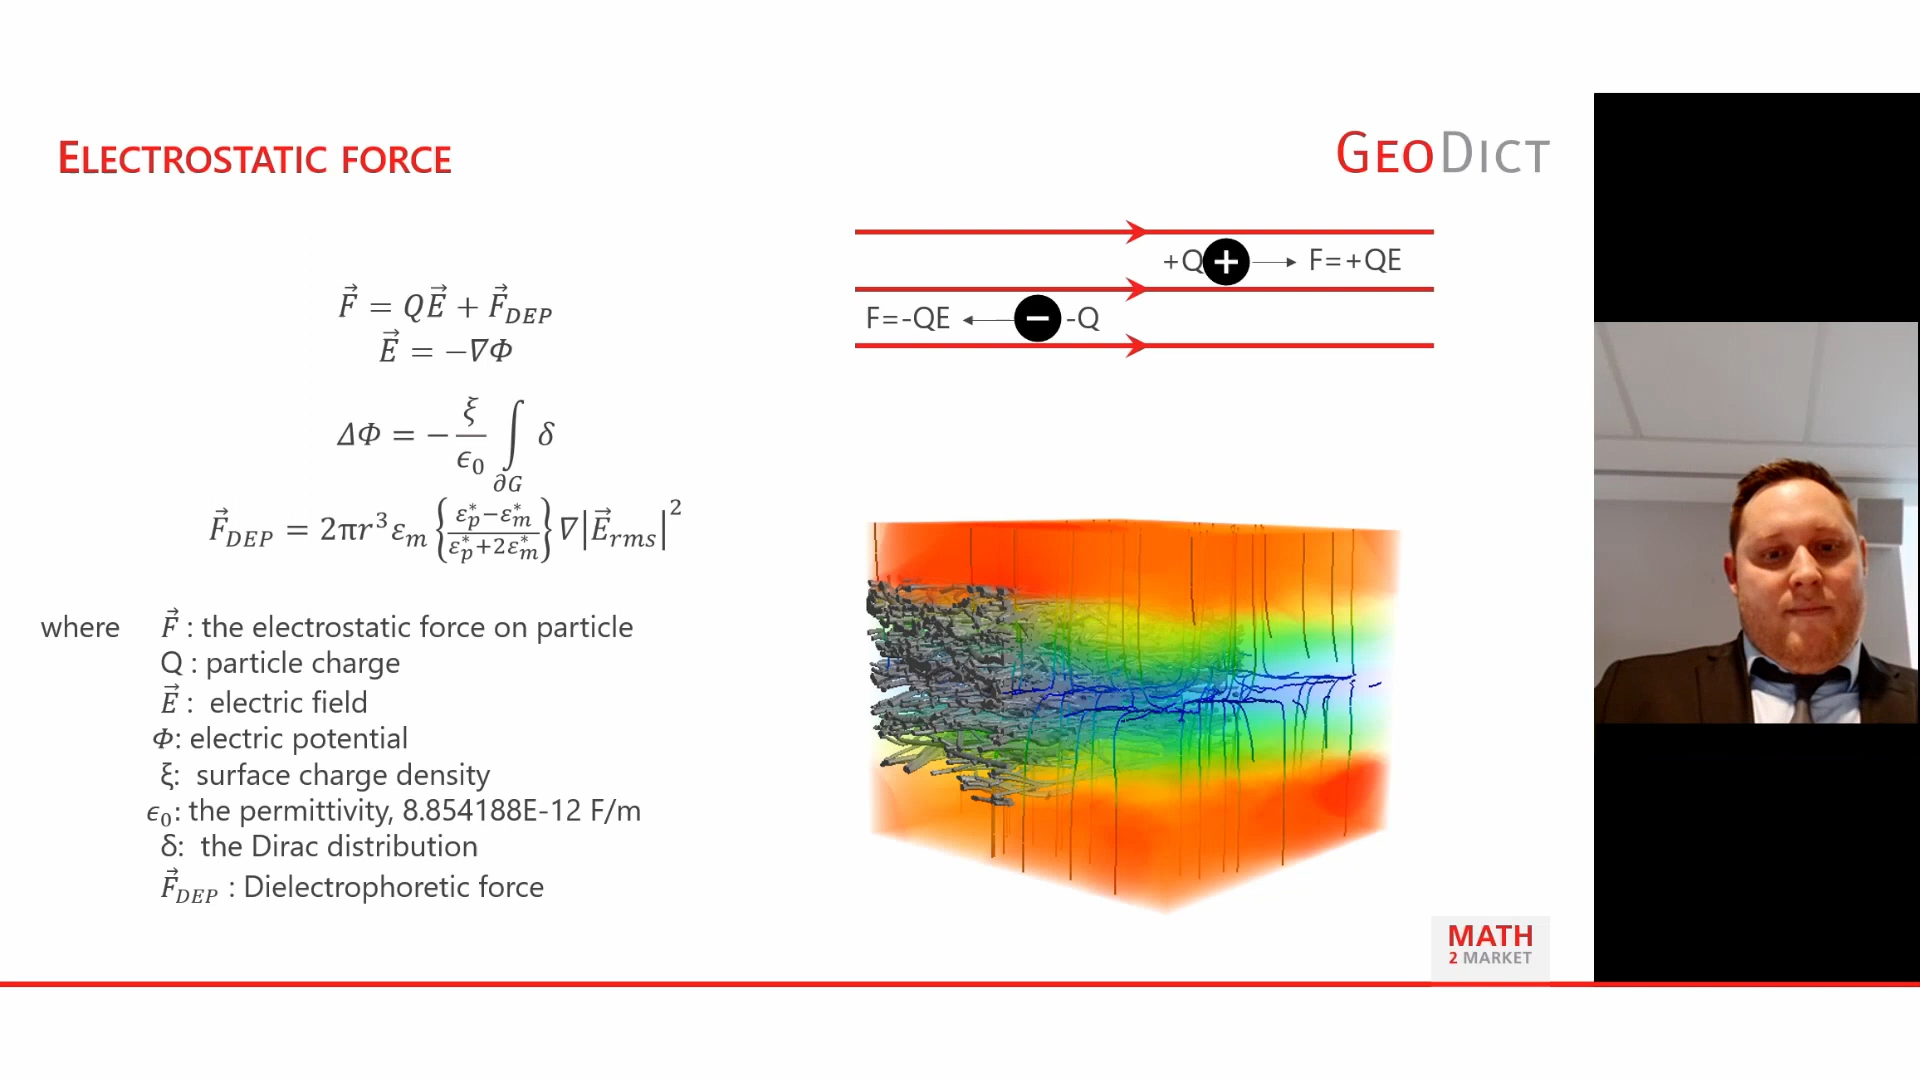 ELECTROSTATIC FORCE
GEODICT
+Q + F=+QE
F=-QE − -Q
F⃗ = QE⃗ + F⃗_DEP
E⃗ = −∇Φ
ΔΦ = − ξ/ϵ₀ ∫_∂G δ
F⃗_DEP = 2πr³ε_m {(ε*_p−ε*_m)/(ε*_p+2ε*_m)} ∇|E⃗_rms|²
where F⃗ : the electrostatic force on particle
Q : particle charge
E⃗ : electric field
Φ: electric potential
ξ: surface charge density
ϵ₀: the permittivity, 8.854188E-12 F/m
δ: the Dirac distribution
F⃗_DEP : Dielectrophoretic force
MATH
2 MARKET